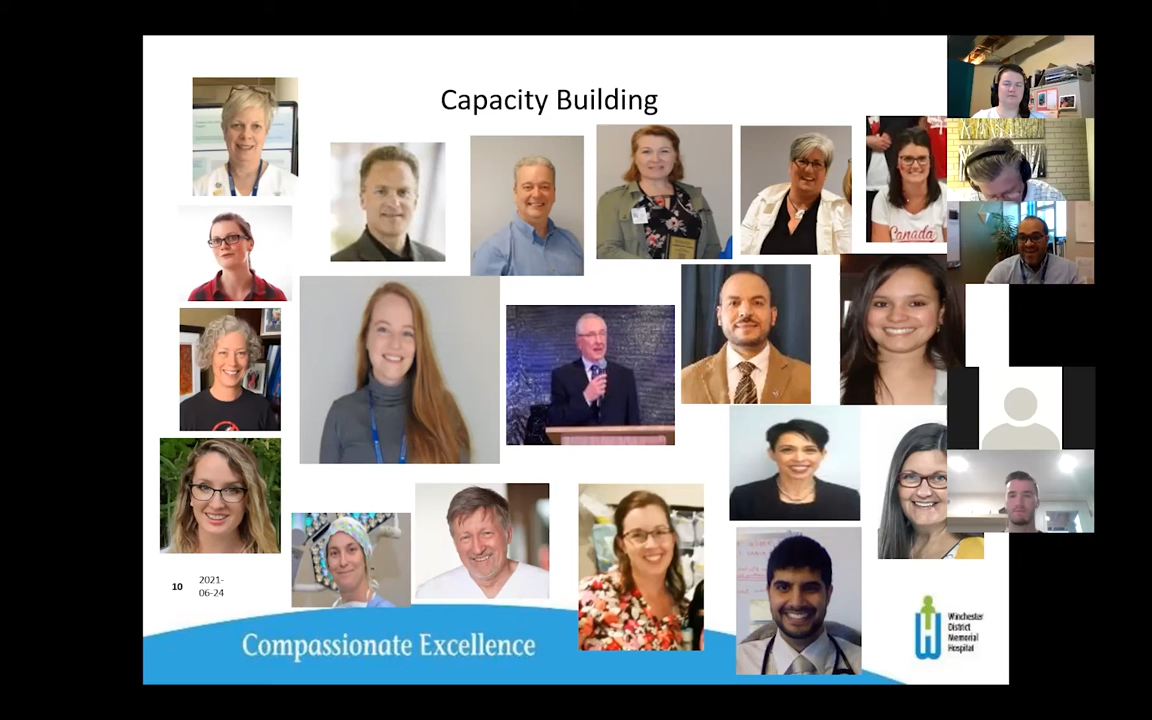 Capacity Building
Canada
10
2021-
06-24
Compassionate Excellence
Winchester
District
Memorial
Hospital